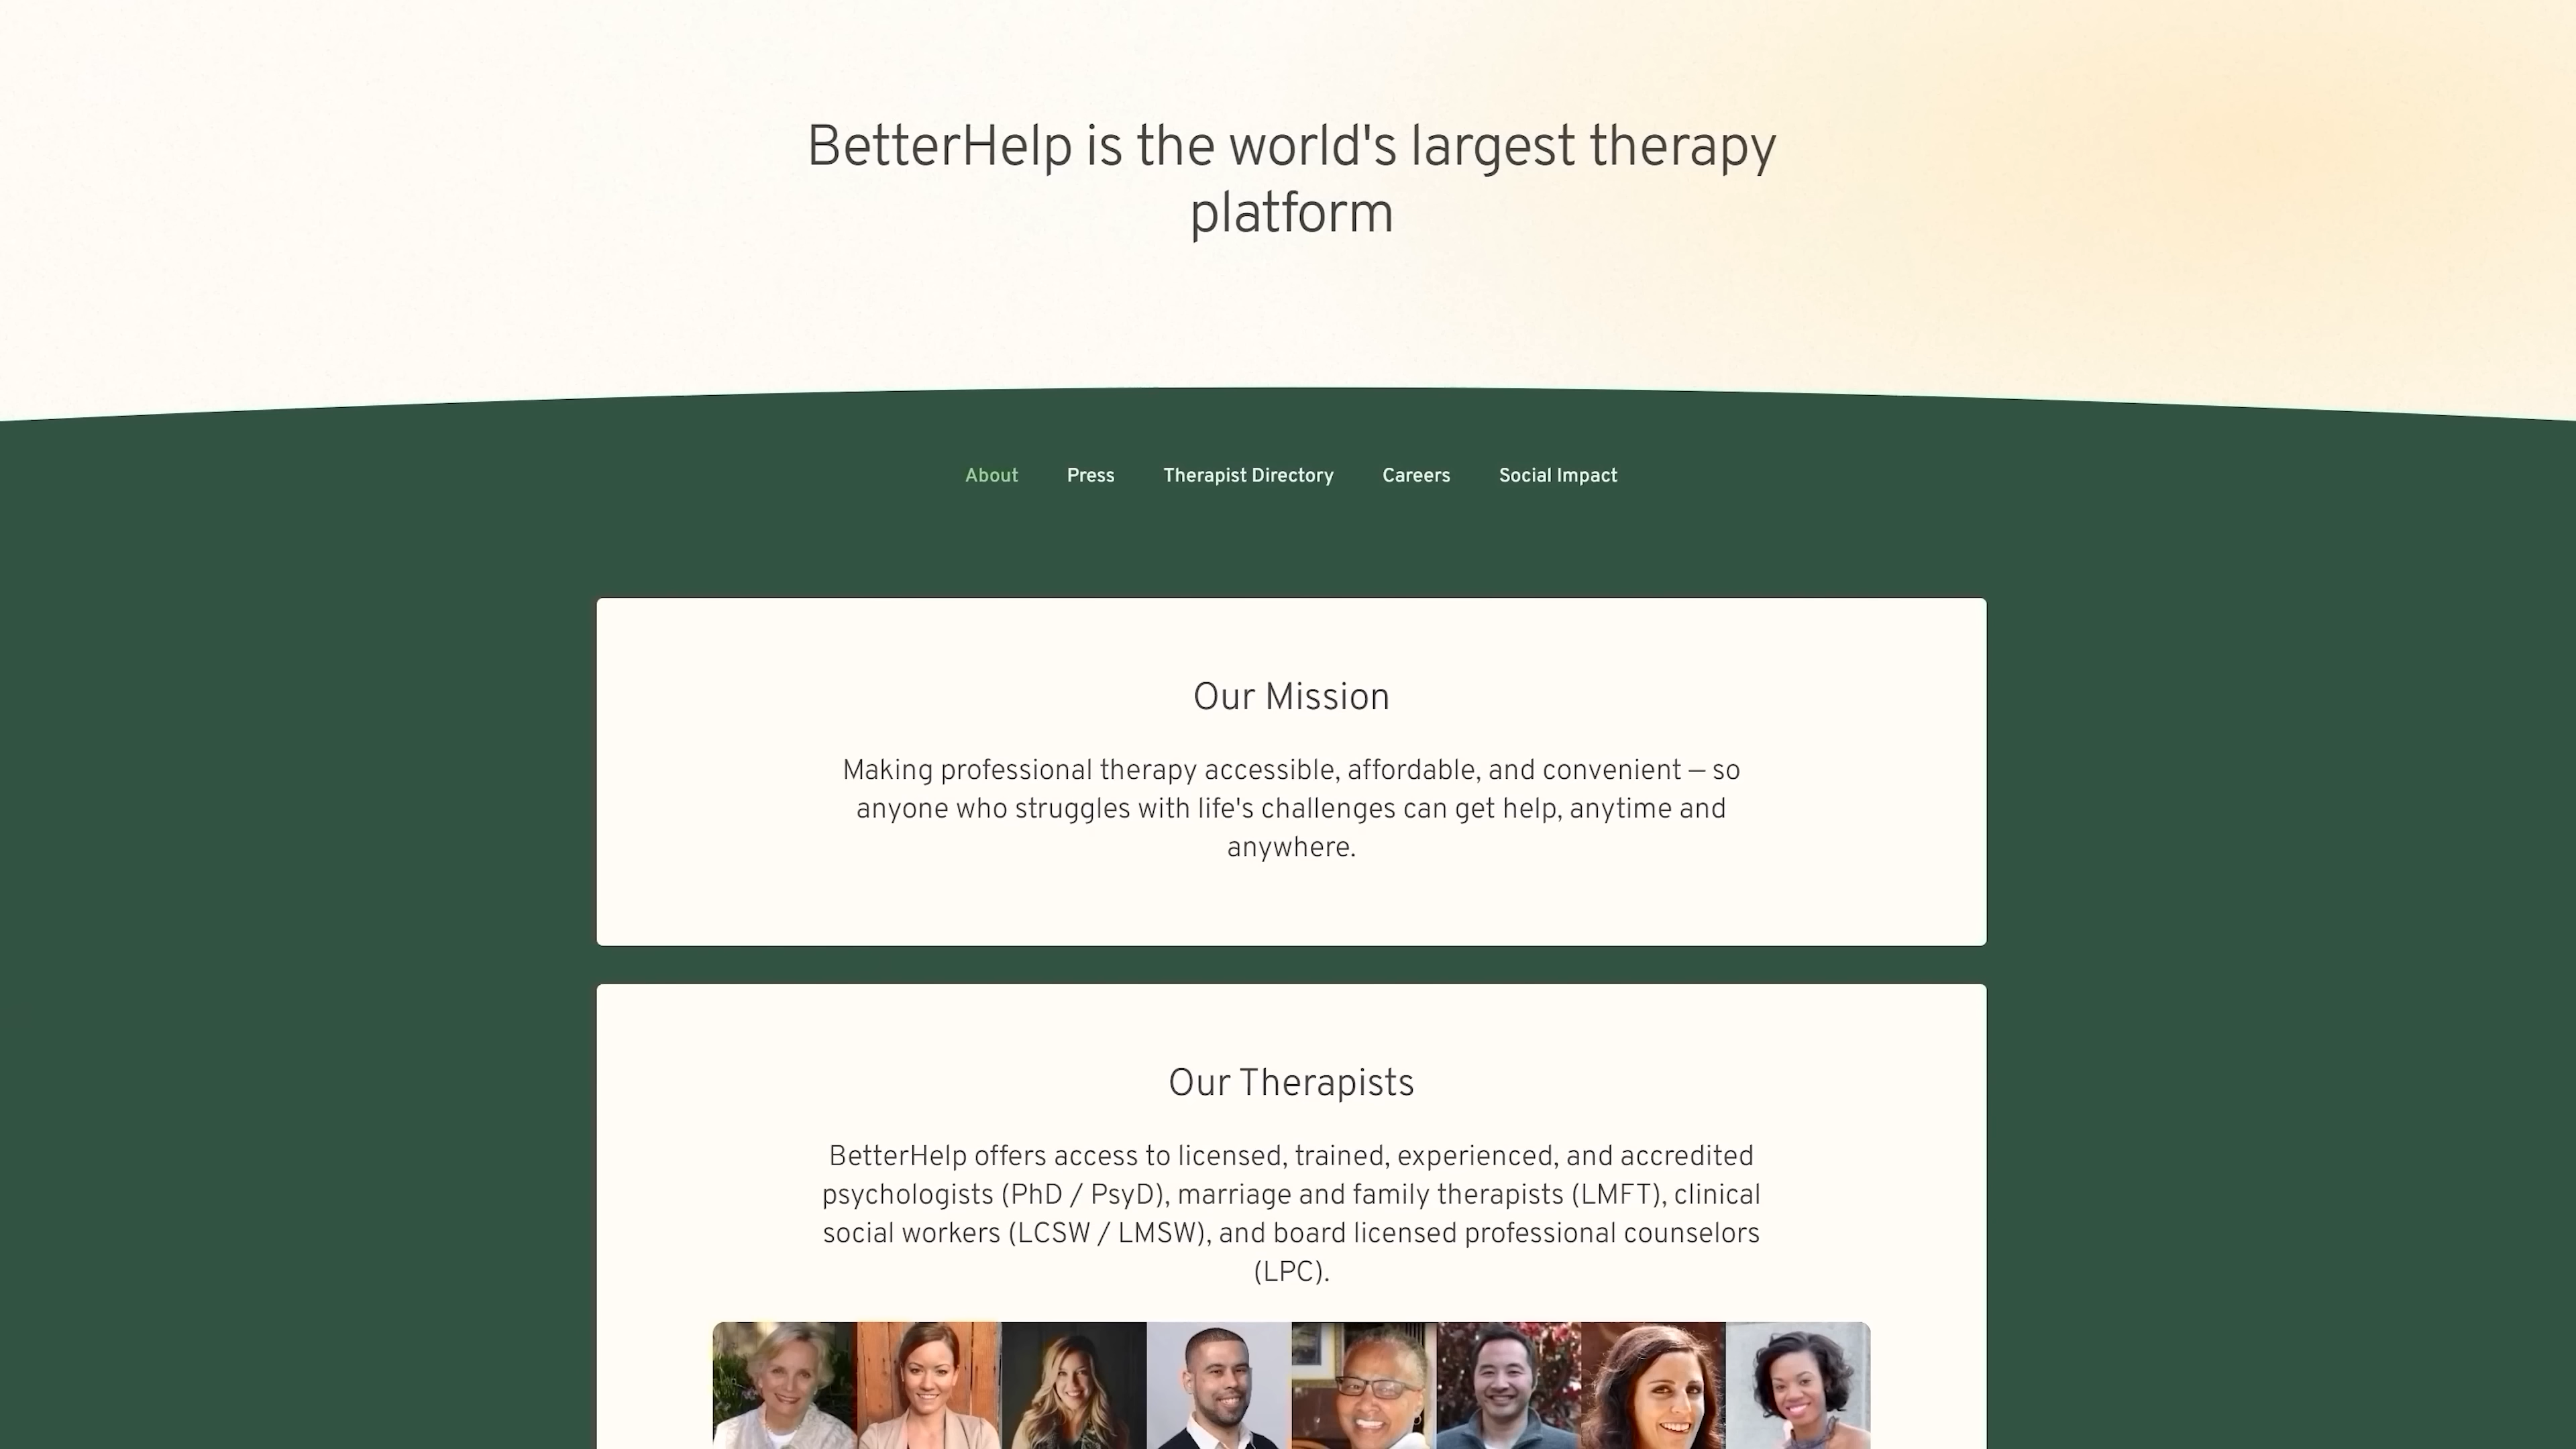 BetterHelp is the world's largest therapy
platform
About Press Therapist Directory Careers Social Impact
Our Mission
Making professional therapy accessible, affordable, and convenient — so
anyone who struggles with life's challenges can get help, anytime and
anywhere.
Our Therapists
BetterHelp offers access to licensed, trained, experienced, and accredited
psychologists (PhD / PsyD), marriage and family therapists (LMFT), clinical
social workers (LCSW / LMSW), and board licensed professional counselors
(LPC).